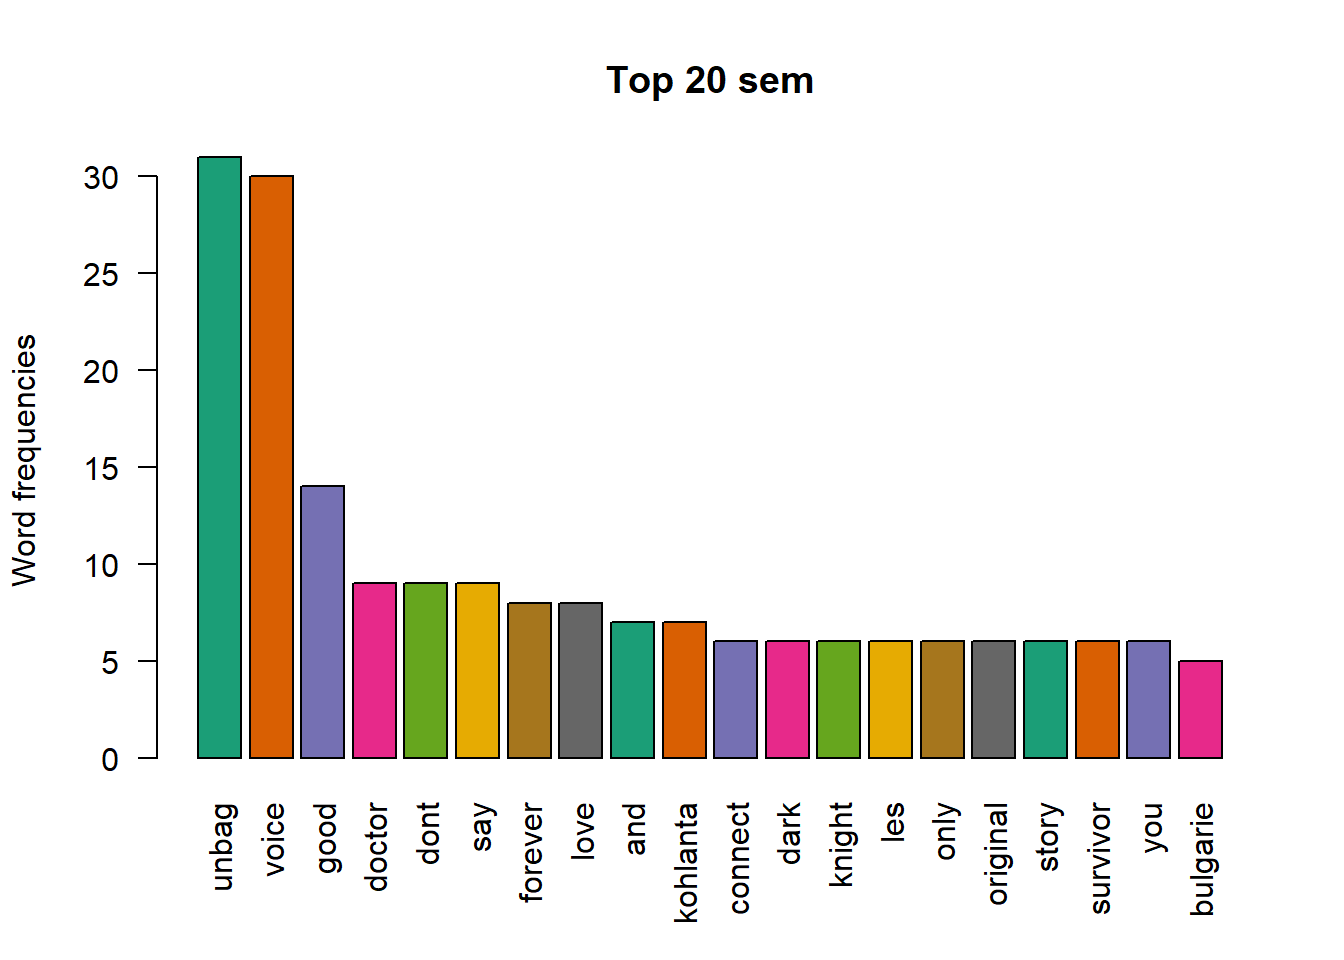 Top 20 sem
Word frequencies
30
25
20
15
10
5
0
unbag
voice
good
doctor
dont
say
forever
love
and
kohlanta
connect
dark
knight
les
only
original
story
survivor
you
bulgarie